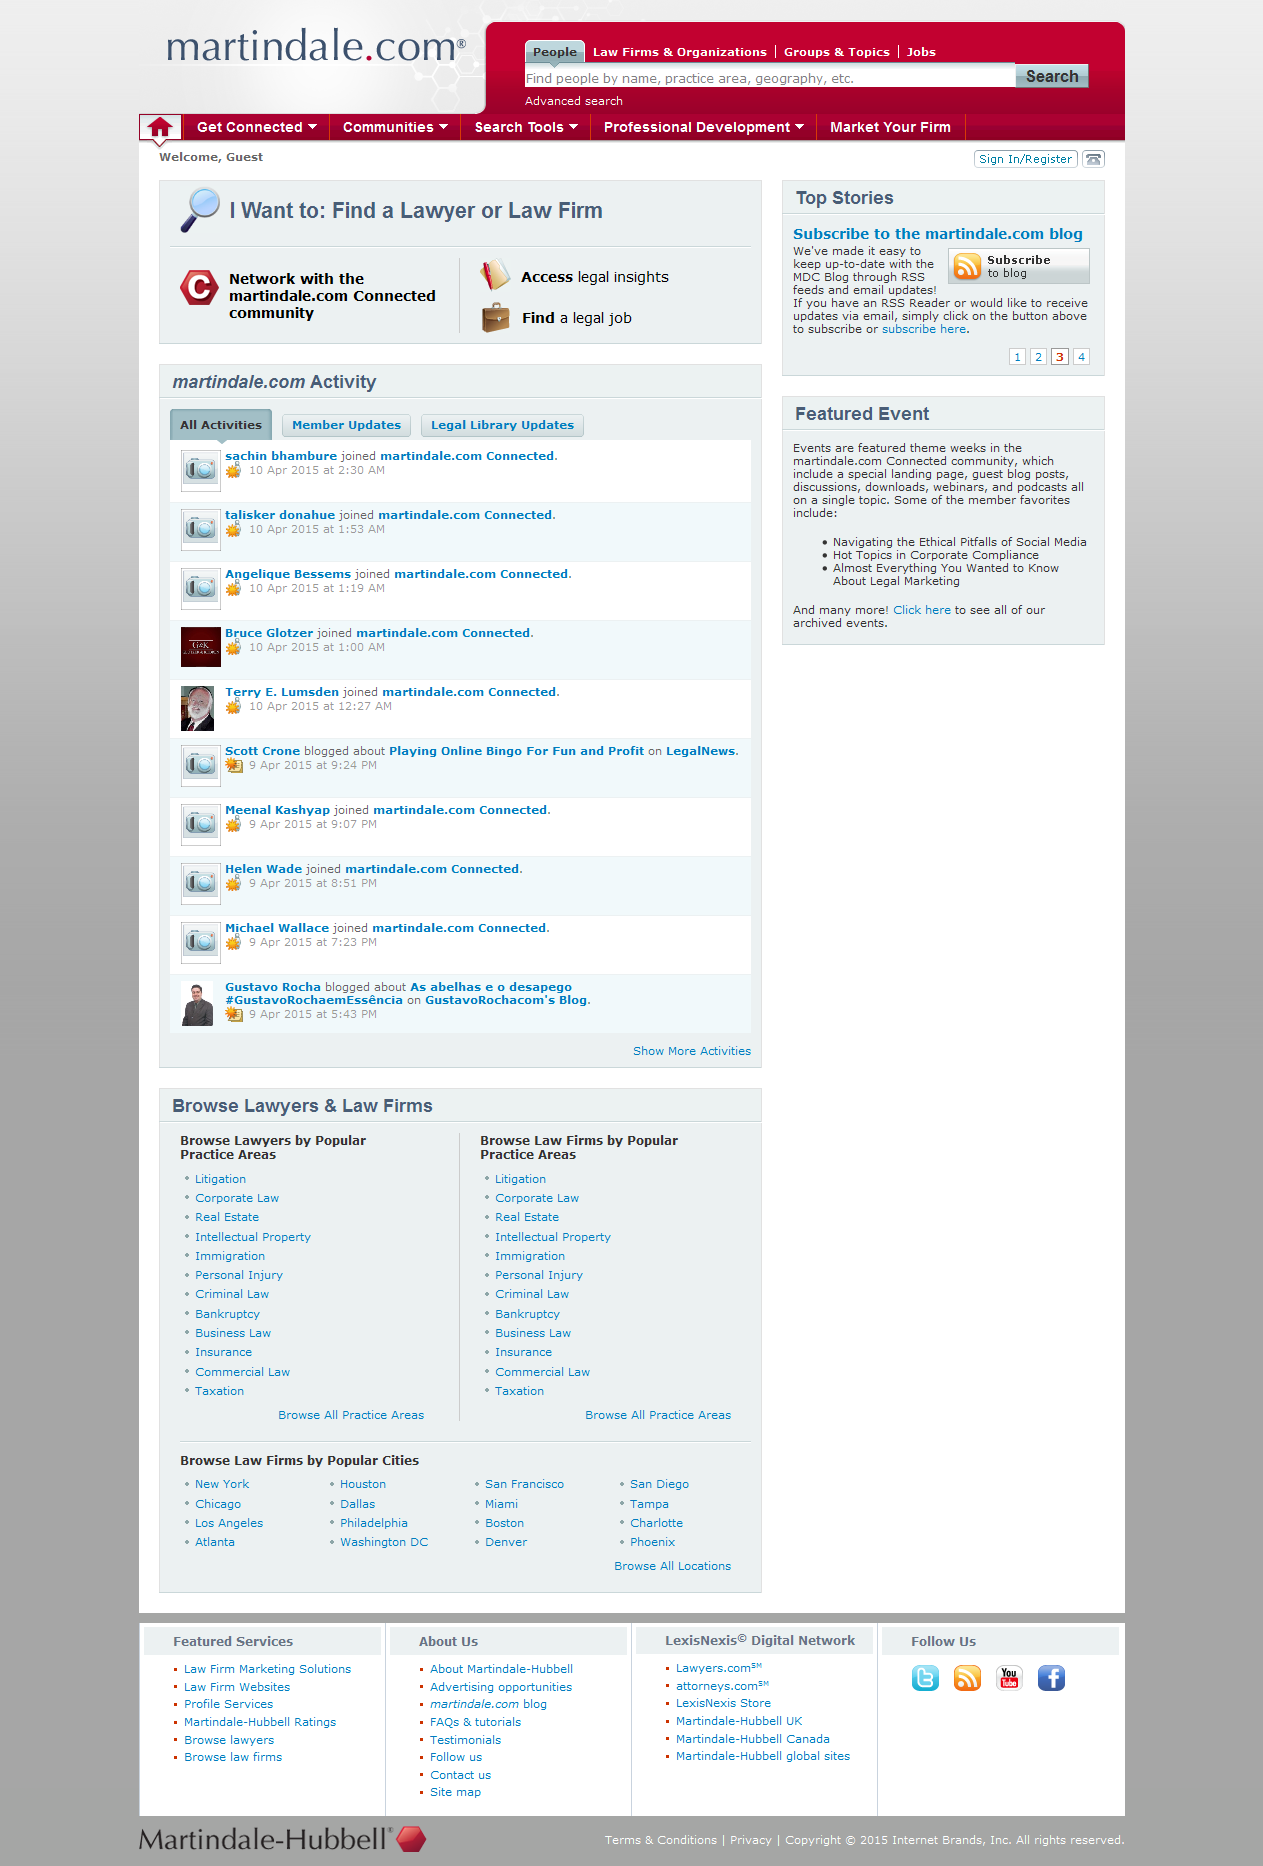 martindale.com®
People
Law Firms & Organizations
Groups & Topics
Jobs
Find people by name, practice area, geography, etc.
Search
Advanced search
Get Connected
Communities
Search Tools
Professional Development
Market Your Firm
Welcome, Guest
Sign In/Register
I Want to: Find a Lawyer or Law Firm
Network with the
martindale.com Connected
community
Access legal insights
Find a legal job
Top Stories
Subscribe to the martindale.com blog
We've made it easy to
keep up-to-date with the
MDC Blog through RSS
feeds and email updates!
Subscribe
to blog
If you have an RSS Reader or would like to receive
updates via email, simply click on the button above
to subscribe or subscribe here.
1 2 3 4
martindale.com Activity
All Activities
Member Updates
Legal Library Updates
sachin bhambure joined martindale.com Connected.
10 Apr 2015 at 2:30 AM
talisker donahue joined martindale.com Connected.
10 Apr 2015 at 1:53 AM
Angelique Bessems joined martindale.com Connected.
10 Apr 2015 at 1:19 AM
G&K
Bruce Glotzer joined martindale.com Connected.
10 Apr 2015 at 1:00 AM
Terry E. Lumsden joined martindale.com Connected.
10 Apr 2015 at 12:27 AM
Scott Crone blogged about Playing Online Bingo For Fun and Profit on LegalNews.
9 Apr 2015 at 9:24 PM
Meenal Kashyap joined martindale.com Connected.
9 Apr 2015 at 9:07 PM
Helen Wade joined martindale.com Connected.
9 Apr 2015 at 8:51 PM
Michael Wallace joined martindale.com Connected.
9 Apr 2015 at 7:23 PM
Gustavo Rocha blogged about As abelhas e o desapego
#GustavoRochaemEssência on GustavoRochacom's Blog.
9 Apr 2015 at 5:43 PM
Show More Activities
Featured Event
Events are featured theme weeks in the
martindale.com Connected community, which
include a special landing page, guest blog posts,
discussions, downloads, webinars, and podcasts all
on a single topic. Some of the member favorites
include:
• Navigating the Ethical Pitfalls of Social Media
• Hot Topics in Corporate Compliance
• Almost Everything You Wanted to Know
About Legal Marketing
And many more! Click here to see all of our
archived events.
Browse Lawyers & Law Firms
Browse Lawyers by Popular
Practice Areas
Litigation
Corporate Law
Real Estate
Intellectual Property
Immigration
Personal Injury
Criminal Law
Bankruptcy
Business Law
Insurance
Commercial Law
Taxation
Browse All Practice Areas
Browse Law Firms by Popular
Practice Areas
Litigation
Corporate Law
Real Estate
Intellectual Property
Immigration
Personal Injury
Criminal Law
Bankruptcy
Business Law
Insurance
Commercial Law
Taxation
Browse All Practice Areas
Browse Law Firms by Popular Cities
New York
Chicago
Los Angeles
Atlanta
Houston
Dallas
Philadelphia
Washington DC
San Francisco
Miami
Boston
Denver
San Diego
Tampa
Charlotte
Phoenix
Browse All Locations
Featured Services
Law Firm Marketing Solutions
Law Firm Websites
Profile Services
Martindale-Hubbell Ratings
Browse lawyers
Browse law firms
About Us
About Martindale-Hubbell
Advertising opportunities
martindale.com blog
FAQs & tutorials
Testimonials
Follow us
Contact us
Site map
LexisNexis© Digital Network
Lawyers.com℠
attorneys.com℠
LexisNexis Store
Martindale-Hubbell UK
Martindale-Hubbell Canada
Martindale-Hubbell global sites
Follow Us
You
Tube
Martindale-Hubbell®
Terms & Conditions | Privacy | Copyright © 2015 Internet Brands, Inc. All rights reserved.